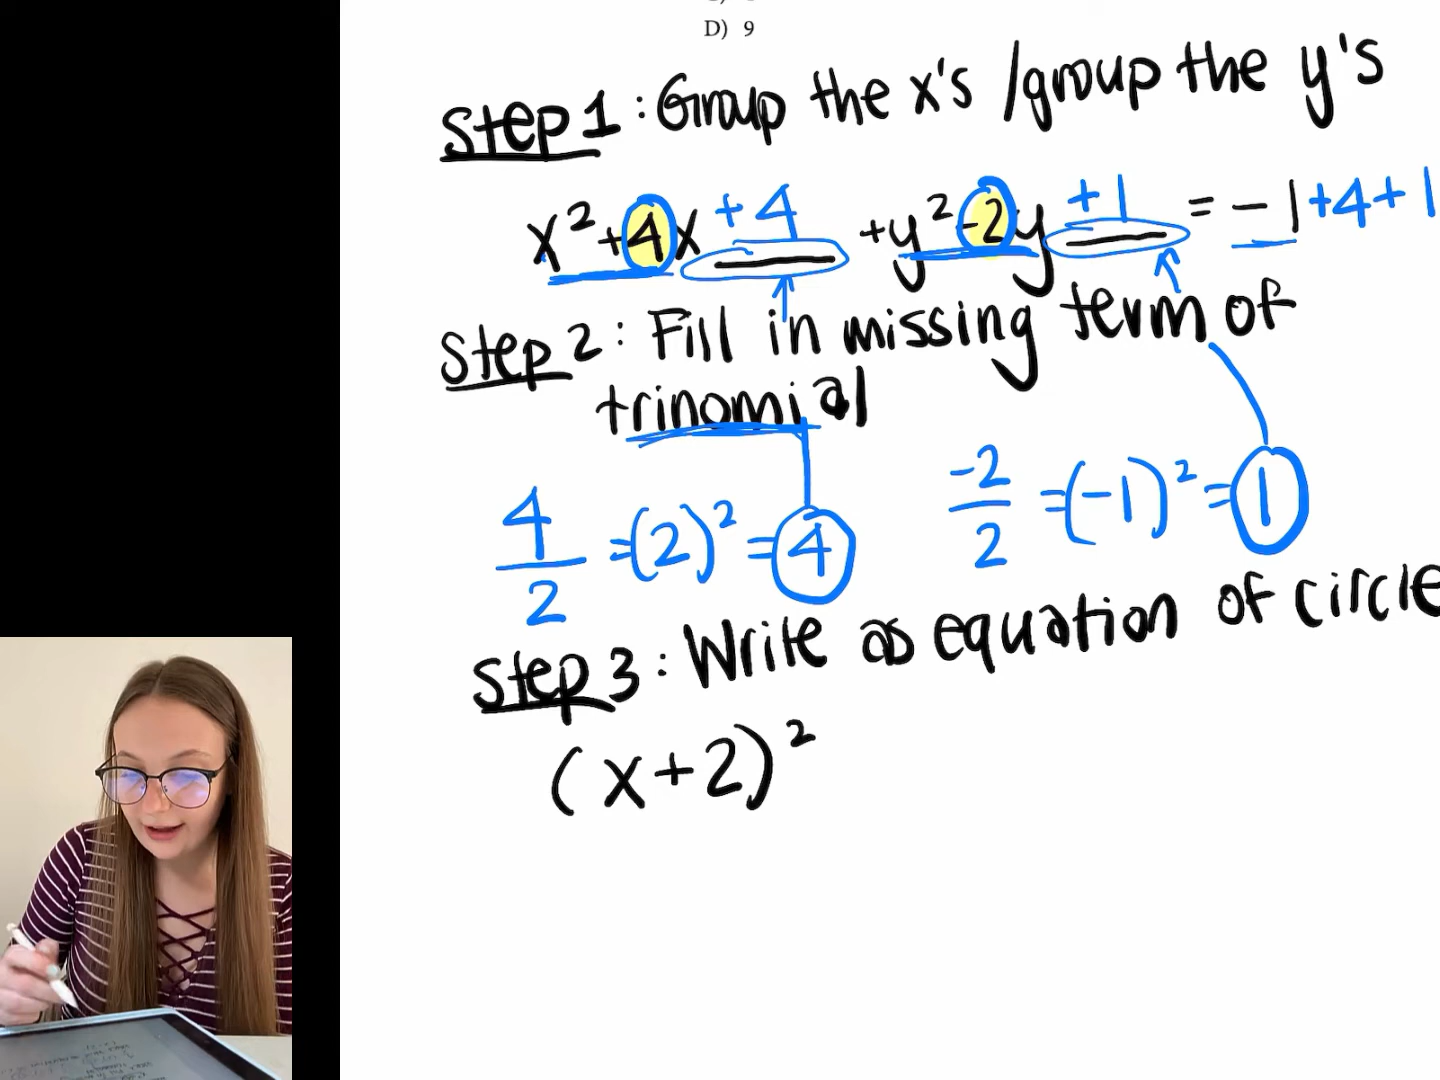 D) 9
Step 1: Group the x's / group the y's
x² + 4x + 4 + y² - 2y + 1 = -1 + 4 + 1
Step 2: Fill in missing term of
trinomial
4/2 = (2)² = 4 -2/2 = (-1)² = 1
Step 3: Write as equation of circle
(x+2)²